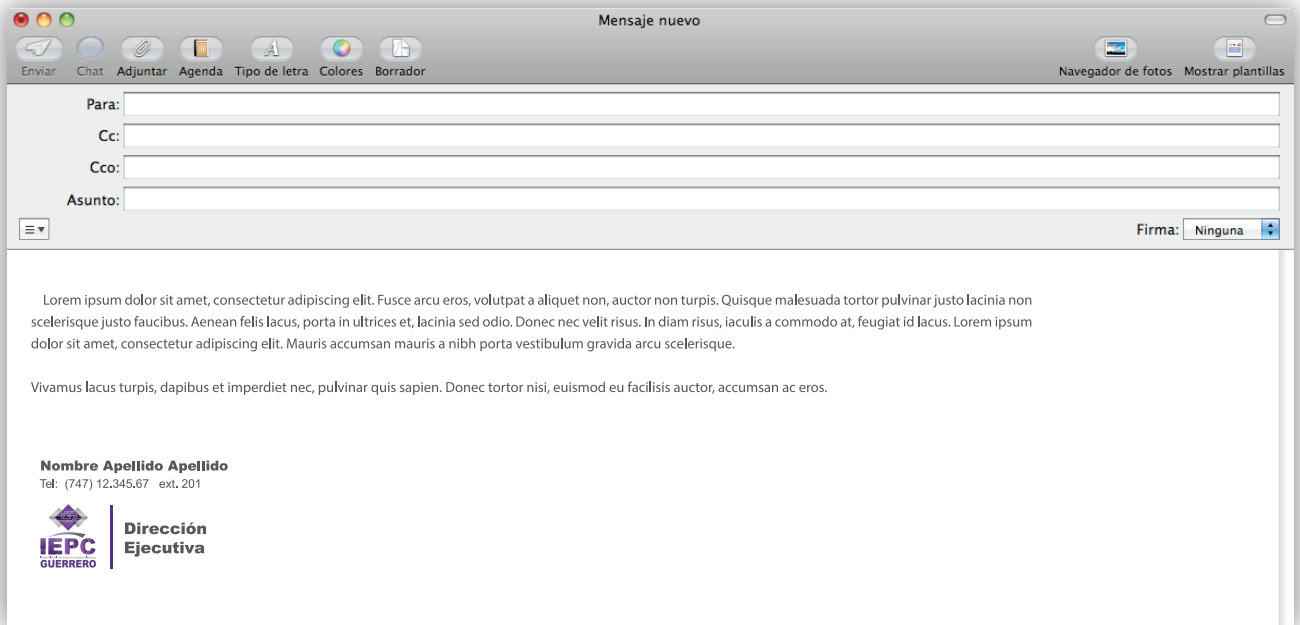 Mensaje nuevo
Enviar Chat Adjuntar Agenda Tipo de letra Colores Borrador Navegador de fotos Mostrar plantillas
Para:
Cc:
Cco:
Asunto:
Firma: Ninguna
Lorem ipsum dolor sit amet, consectetur adipiscing elit. Fusce arcu eros, volutpat a aliquet non, auctor non turpis. Quisque malesuada tortor pulvinar justo lacinia non
scelerisque justo faucibus. Aenean felis lacus, porta in ultrices et, lacinia sed odio. Donec nec velit risus. In diam risus, iaculis a commodo at, feugiat id lacus. Lorem ipsum
dolor sit amet, consectetur adipiscing elit. Mauris accumsan mauris a nibh porta vestibulum gravida arcu scelerisque.
Vivamus lacus turpis, dapibus et imperdiet nec, pulvinar quis sapien. Donec tortor nisi, euismod eu facilisis auctor, accumsan ac eros.
Nombre Apellido Apellido
Tel: (747) 12.345.67 ext. 201
IEPC
GUERRERO
Dirección
Ejecutiva